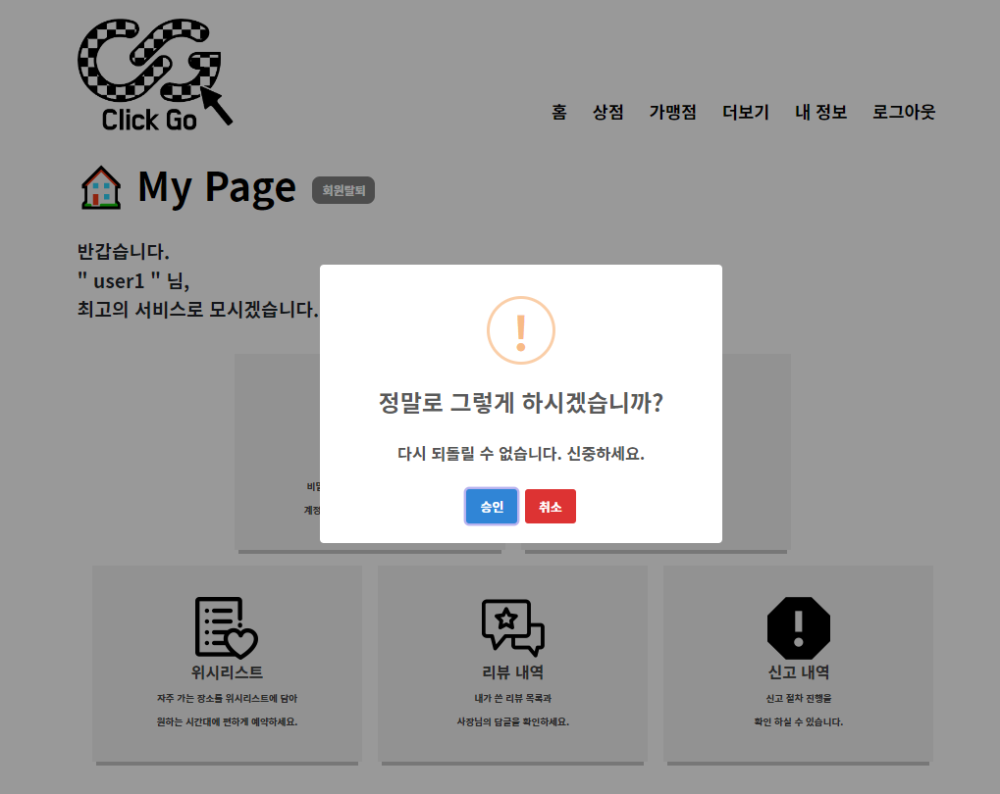 Click Go
홈 상점 가맹점 더보기 내 정보 로그아웃
My Page 회원탈퇴
반갑습니다.
" user1 " 님,
최고의 서비스로 모시겠습니다.
정말로 그렇게 하시겠습니까?
다시 되돌릴 수 없습니다. 신중하세요.
승인 취소
위시리스트
자주 가는 장소를 위시리스트에 담아
원하는 시간대에 편하게 예약하세요.
리뷰 내역
내가 쓴 리뷰 목록과
사장님의 답글을 확인하세요.
신고 내역
신고 절차 진행을
확인 하실 수 있습니다.